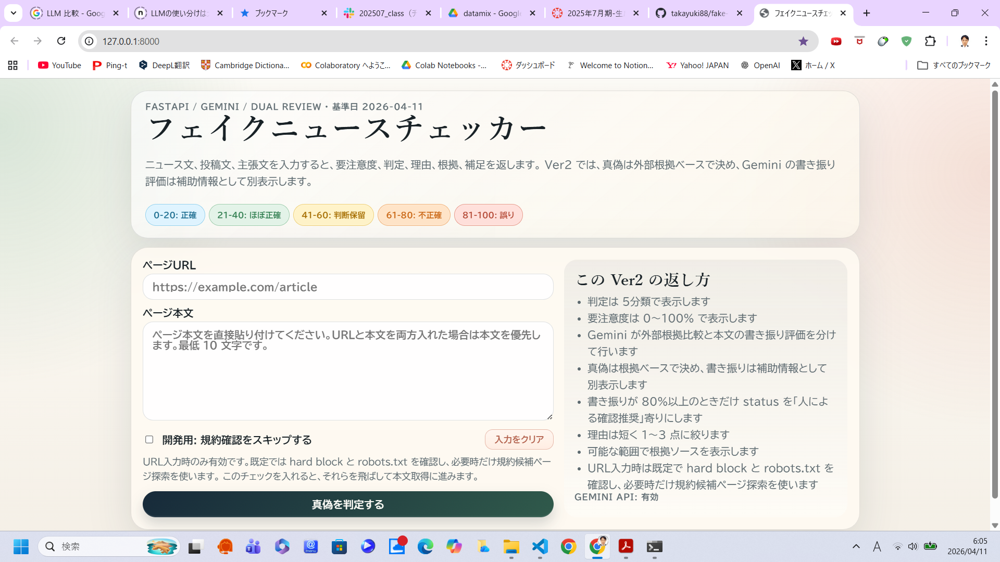 LLM 比較 - Goog
LLMの使い分けは
ブックマーク
202507_class（チ
datamix - Google
2025年7月期-生
takayuki88/fake-
フェイクニュースチェッ
127.0.0.1:8000
YouTube
Ping-t
DeepL翻訳
Cambridge Dictiona...
Colaboratory へようこ...
Colab Notebooks -...
ダッシュボード
Welcome to Notion...
Yahoo! JAPAN
OpenAI
ホーム / X
すべてのブックマーク
FASTAPI / GEMINI / DUAL REVIEW・基準日 2026-04-11
フェイクニュースチェッカー
ニュース文、投稿文、主張文を入力すると、要注意度、判定、理由、根拠、補足を返します。Ver2 では、真偽は外部根拠ベースで決め、Gemini の書き振り
評価は補助情報として別表示します。
0-20: 正確
21-40: ほぼ正確
41-60: 判断保留
61-80: 不正確
81-100: 誤り
ページURL
https://example.com/article
ページ本文
ページ本文を直接貼り付けてください。URLと本文を両方入れた場合は本文を優先し
ます。最低 10 文字です。
開発用: 規約確認をスキップする
入力をクリア
URL入力時のみ有効です。既定では hard block と robots.txt を確認し、必要時だけ規約候補ペー
ジ探索を使います。このチェックを入れると、それらを飛ばして本文取得に進みます。
真偽を判定する
この Ver2 の返し方
• 判定は 5分類で表示します
• 要注意度は 0〜100% で表示します
• Gemini が外部根拠比較と本文の書き振り評価を分け
て行います
• 真偽は根拠ベースで決め、書き振りは補助情報として
別表示します
• 書き振りが 80%以上のときだけ status を「人によ
る確認推奨」寄りにします
• 理由は短く 1〜3 点に絞ります
• 可能な範囲で根拠ソースを表示します
• URL入力時は既定で hard block と robots.txt を
確認し、必要時だけ規約候補ページ探索を使います
GEMINI API: 有効
検索
menu
A
6:05
2026/04/11